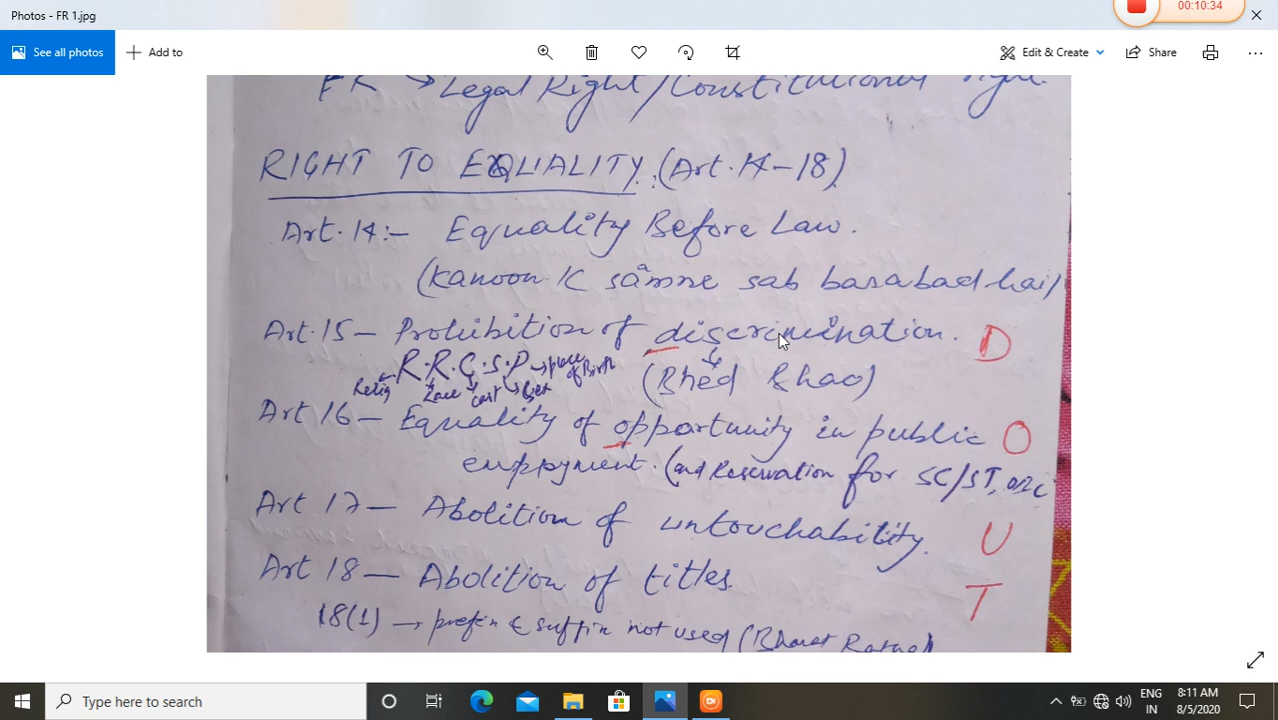 Photos - FR 1.jpg
00:10:34
See all photos
Add to
Edit & Create
Share
FR → Legal Right/Constitutional Right.
RIGHT TO EQUALITY. (Art. 14-18)
Art. 14:- Equality Before Law.
(Kanoon K sâmne sab barabad hai)
Art. 15 - Prohibition of discrimination. D
R. R. C. S. P → place of Birth
Relig Race cast
(Bhed Bhao)
Art 16 - Equality of opportunity in public O
employment. (and Reservation for SC/ST, OBC
Art 17 - Abolition of untouchability. U
Art 18 - Abolition of titles. T
18(1) → prefix & suffix not used (Bharat Ratna)
Type here to search
ENG
IN
8:11 AM
8/5/2020